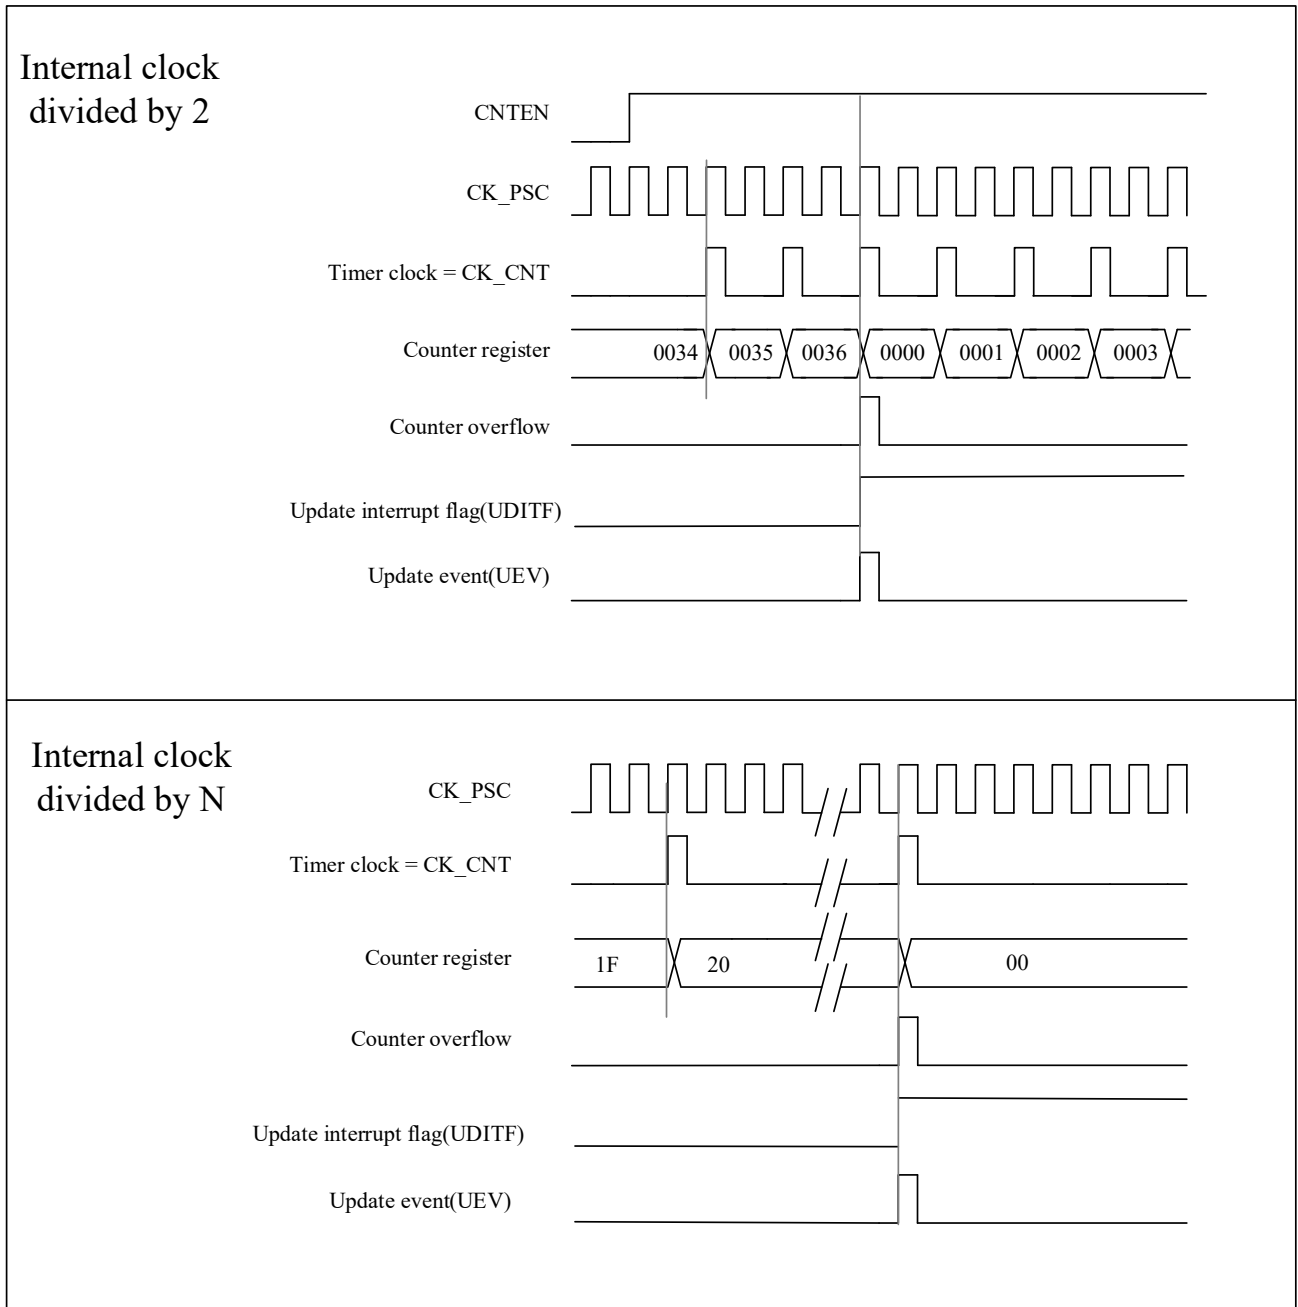 Internal clock
divided by 2
CNTEN
CK_PSC
Timer clock = CK_CNT
Counter register
0034 0035 0036 0000 0001 0002 0003
Counter overflow
Update interrupt flag(UDITF)
Update event(UEV)
Internal clock
divided by N
CK_PSC
Timer clock = CK_CNT
Counter register
1F 20 00
Counter overflow
Update interrupt flag(UDITF)
Update event(UEV)